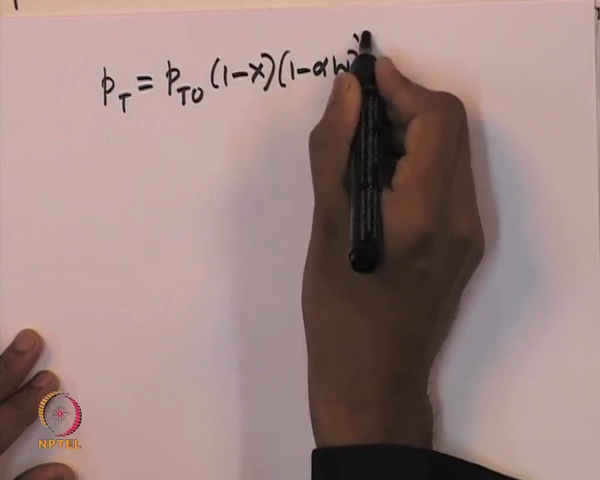 p_T = p_T0 (1-x)(1-αW)
NPTEL